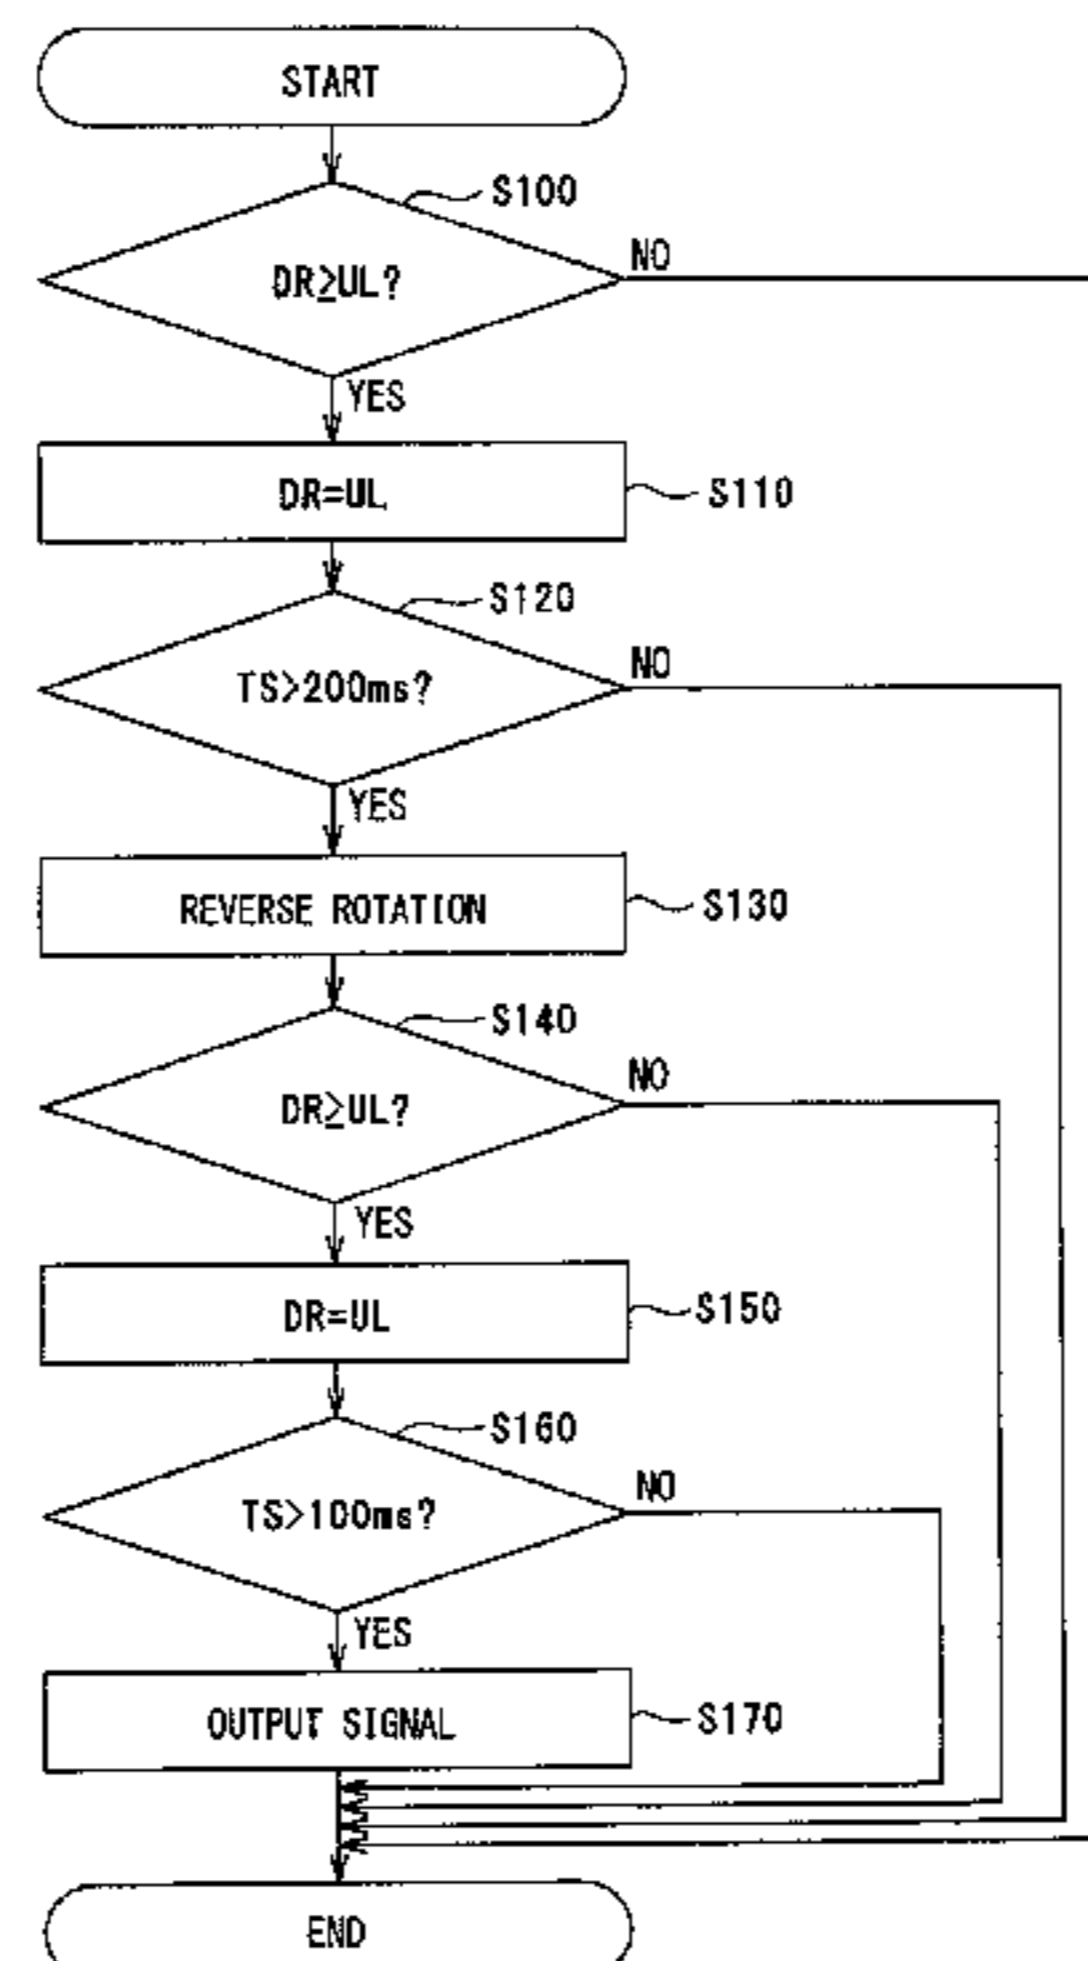 START
S100
DR≥UL?
NO
YES
DR=UL
S110
S120
TS>200ms?
NO
YES
REVERSE ROTATION
S130
S140
DR≥UL?
NO
YES
DR=UL
S150
S160
TS>100ms?
NO
YES
OUTPUT SIGNAL
S170
END